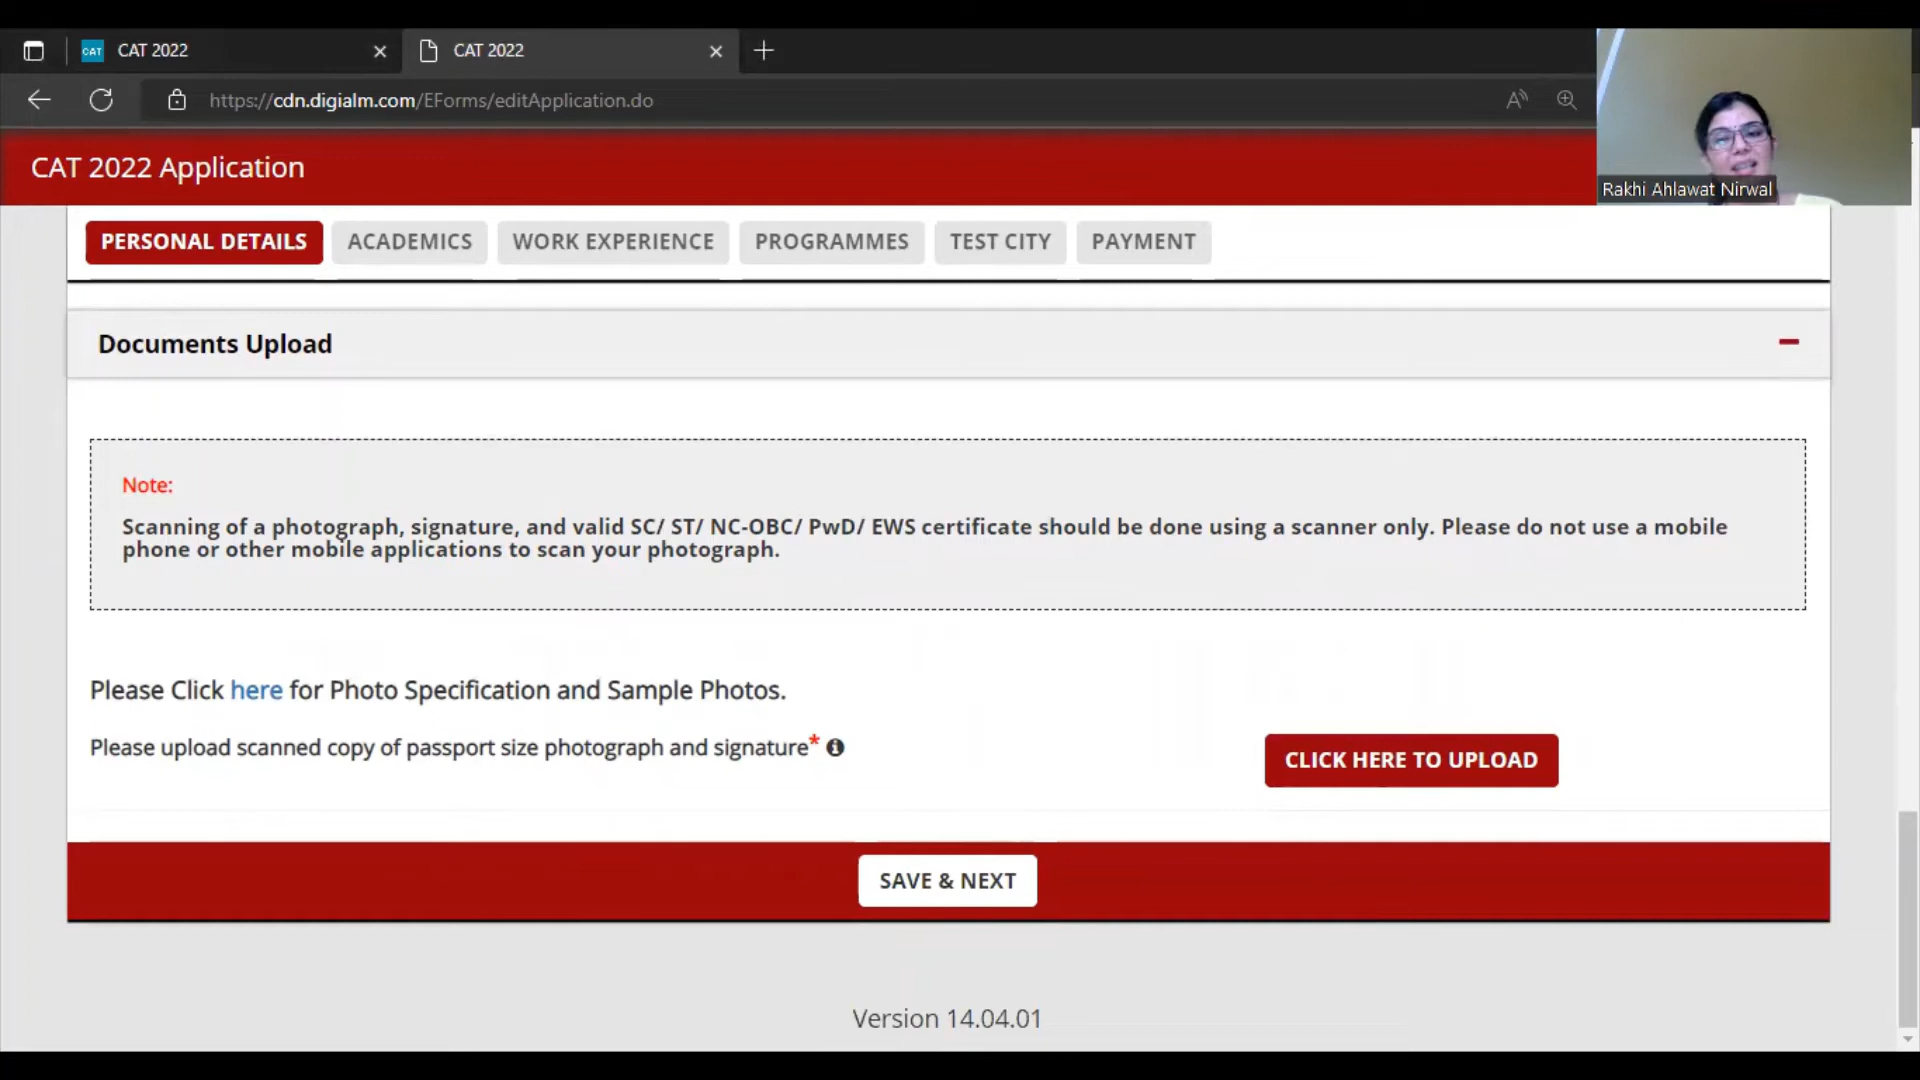 CAT CAT 2022
CAT 2022
https://cdn.digialm.com/EForms/editApplication.do
CAT 2022 Application
Rakhi Ahlawat Nirwal
PERSONAL DETAILS
ACADEMICS
WORK EXPERIENCE
PROGRAMMES
TEST CITY
PAYMENT
Documents Upload
Note:
Scanning of a photograph, signature, and valid SC/ ST/ NC-OBC/ PwD/ EWS certificate should be done using a scanner only. Please do not use a mobile
phone or other mobile applications to scan your photograph.
Please Click here for Photo Specification and Sample Photos.
Please upload scanned copy of passport size photograph and signature*
CLICK HERE TO UPLOAD
SAVE & NEXT
Version 14.04.01